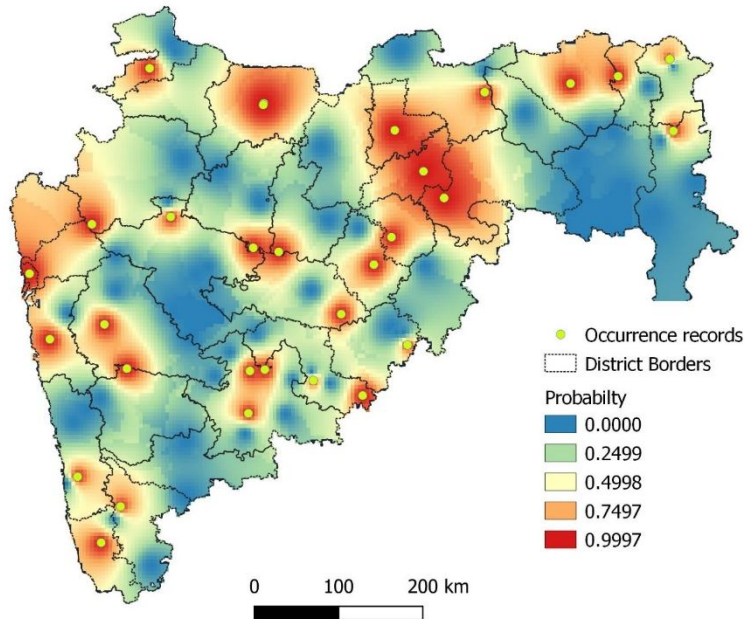 Occurrence records
District Borders
Probabilty
0.0000
0.2499
0.4998
0.7497
0.9997
0 100 200 km